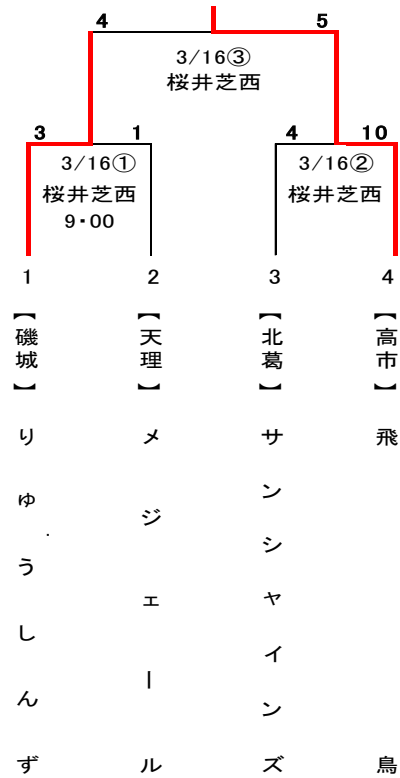 4 5
3/16③
桜井芝西
3 1 4 10
3/16① 3/16②
桜井芝西 桜井芝西
9・00
1 2 3 4
【磯城】りゅうしんず
【天理】メジェール
【北葛】サンシャインズ
【高市】飛鳥